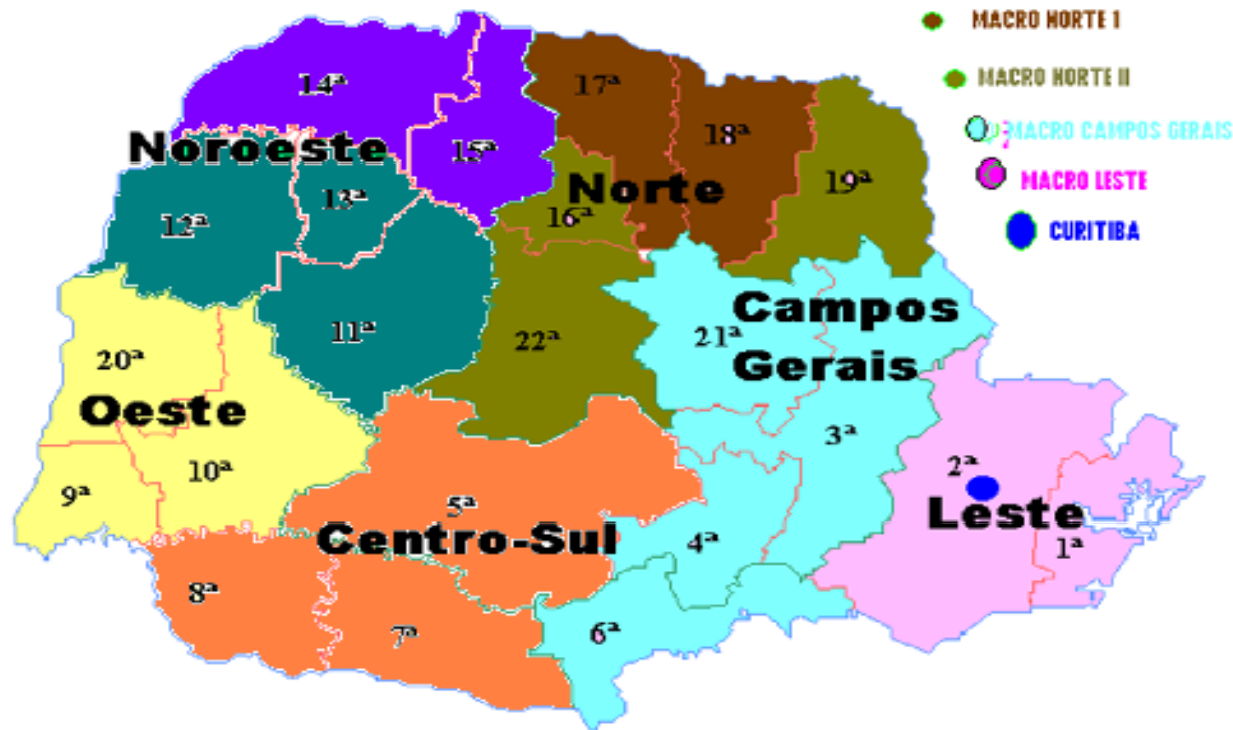 MACRO NORTE 1
MACRO NORTE II
MACRO CAMPOS GERAIS
MACRO LESTE
CURITIBA
14ª
17ª
18ª
15ª
19ª
Noroeste
Norte
13ª
12ª
16ª
11ª
22ª
21ª
Campos
Gerais
20ª
Oeste
3ª
10ª
9ª
2ª
5ª
Leste
Centro-Sul
4ª
1ª
8ª
7ª
6ª